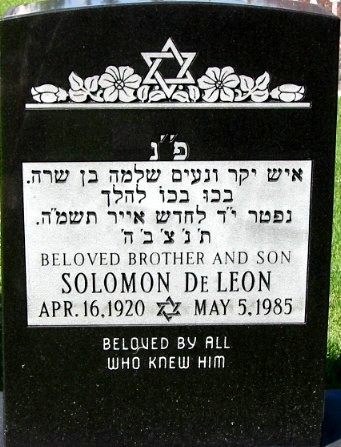 פ״נ
איש יקר ונעים שלמה בן שרה.
בכו בכו להלך
נפטר י״ד לחדש אייר תשמ״ה.
ת׳נ׳צ׳ב׳ה׳
BELOVED BROTHER AND SON
SOLOMON DE LEON
APR. 16, 1920 MAY 5, 1985
BELOVED BY ALL
WHO KNEW HIM